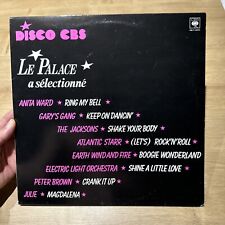 DISCO CBS
LE PALACE
a sélectionné
ANITA WARD ★ RING MY BELL
GARY'S GANG ★ KEEP ON DANCIN'
THE JACKSONS ★ SHAKE YOUR BODY
ATLANTIC STARR ★ (LET'S) ROCK'N'ROLL
EARTH WIND AND FIRE ★ BOOGIE WONDERLAND
ELECTRIC LIGHT ORCHESTRA ★ SHINE A LITTLE LOVE
PETER BROWN ★ CRANK IT UP
JULIE ★ MAGDALENA